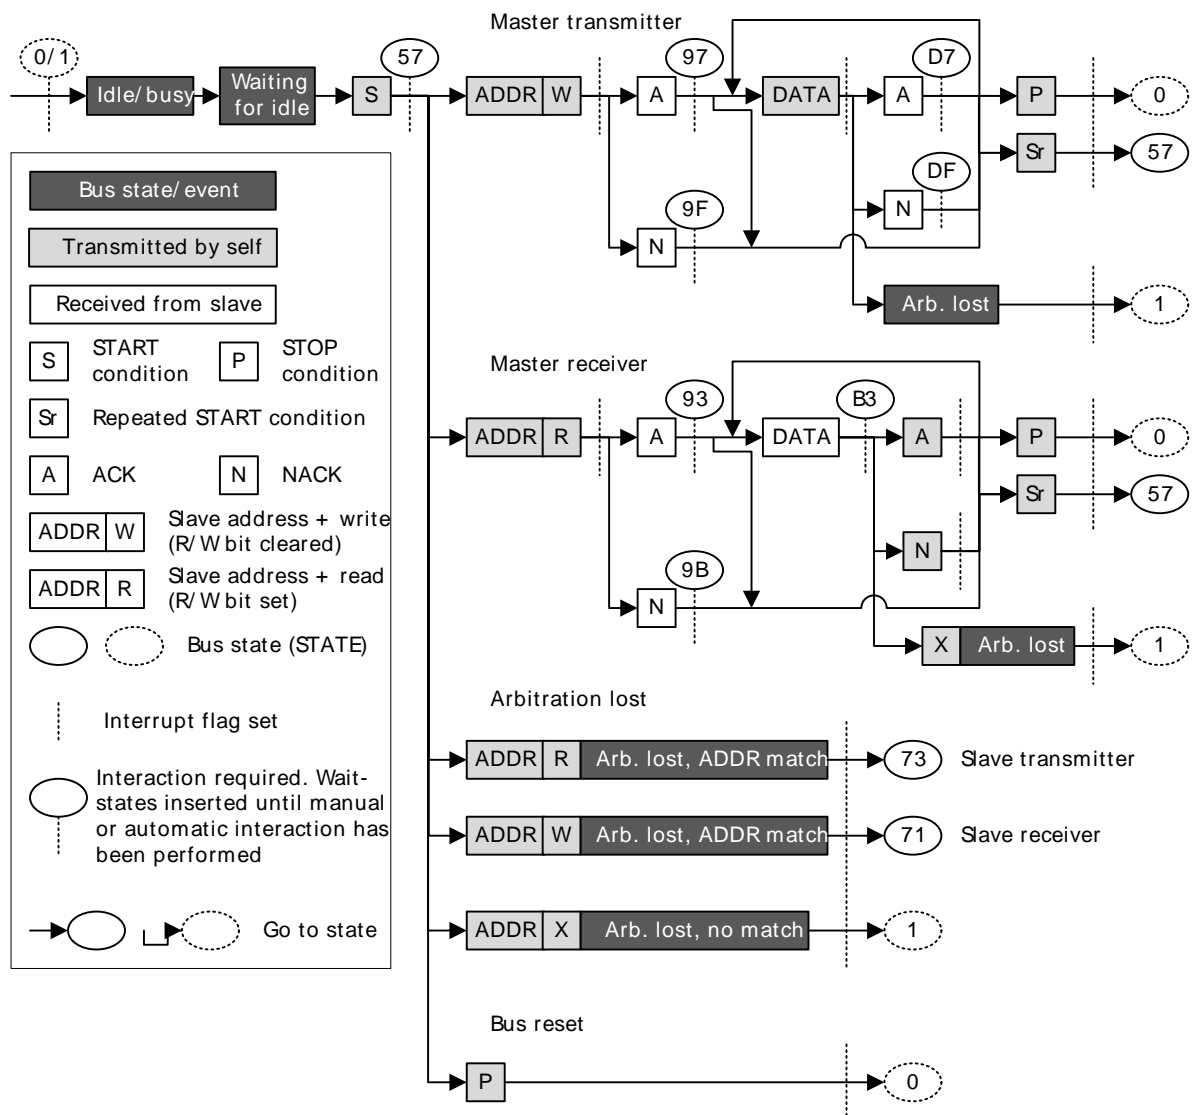 Master transmitter
0/1
57
97
D7
Idle/busy
Waiting
for idle
S
ADDR W
A
DATA
A
P
0
Sr
57
DF
N
9F
N
Arb. lost
1
Bus state/event
Transmitted by self
Received from slave
S
START
condition
P
STOP
condition
Sr
Repeated START condition
A
ACK
N
NACK
ADDR W
Slave address + write
(R/W bit cleared)
ADDR R
Slave address + read
(R/W bit set)
Bus state (STATE)
Interrupt flag set
Interaction required. Wait-
states inserted until manual
or automatic interaction has
been performed
Go to state
Master receiver
93
B3
ADDR R
A
DATA
A
P
0
Sr
57
N
9B
N
X Arb. lost
1
Arbitration lost
ADDR R Arb. lost, ADDR match
73
Slave transmitter
ADDR W Arb. lost, ADDR match
71
Slave receiver
ADDR X Arb. lost, no match
1
Bus reset
P
0